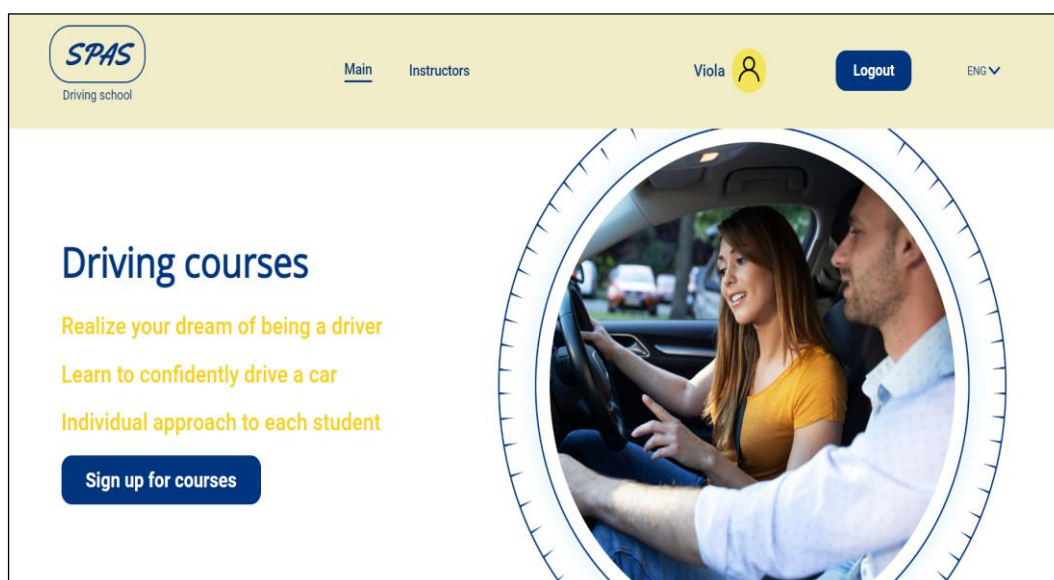 SPAS
Driving school
Main
Instructors
Viola
Logout
ENG
Driving courses
Realize your dream of being a driver
Learn to confidently drive a car
Individual approach to each student
Sign up for courses